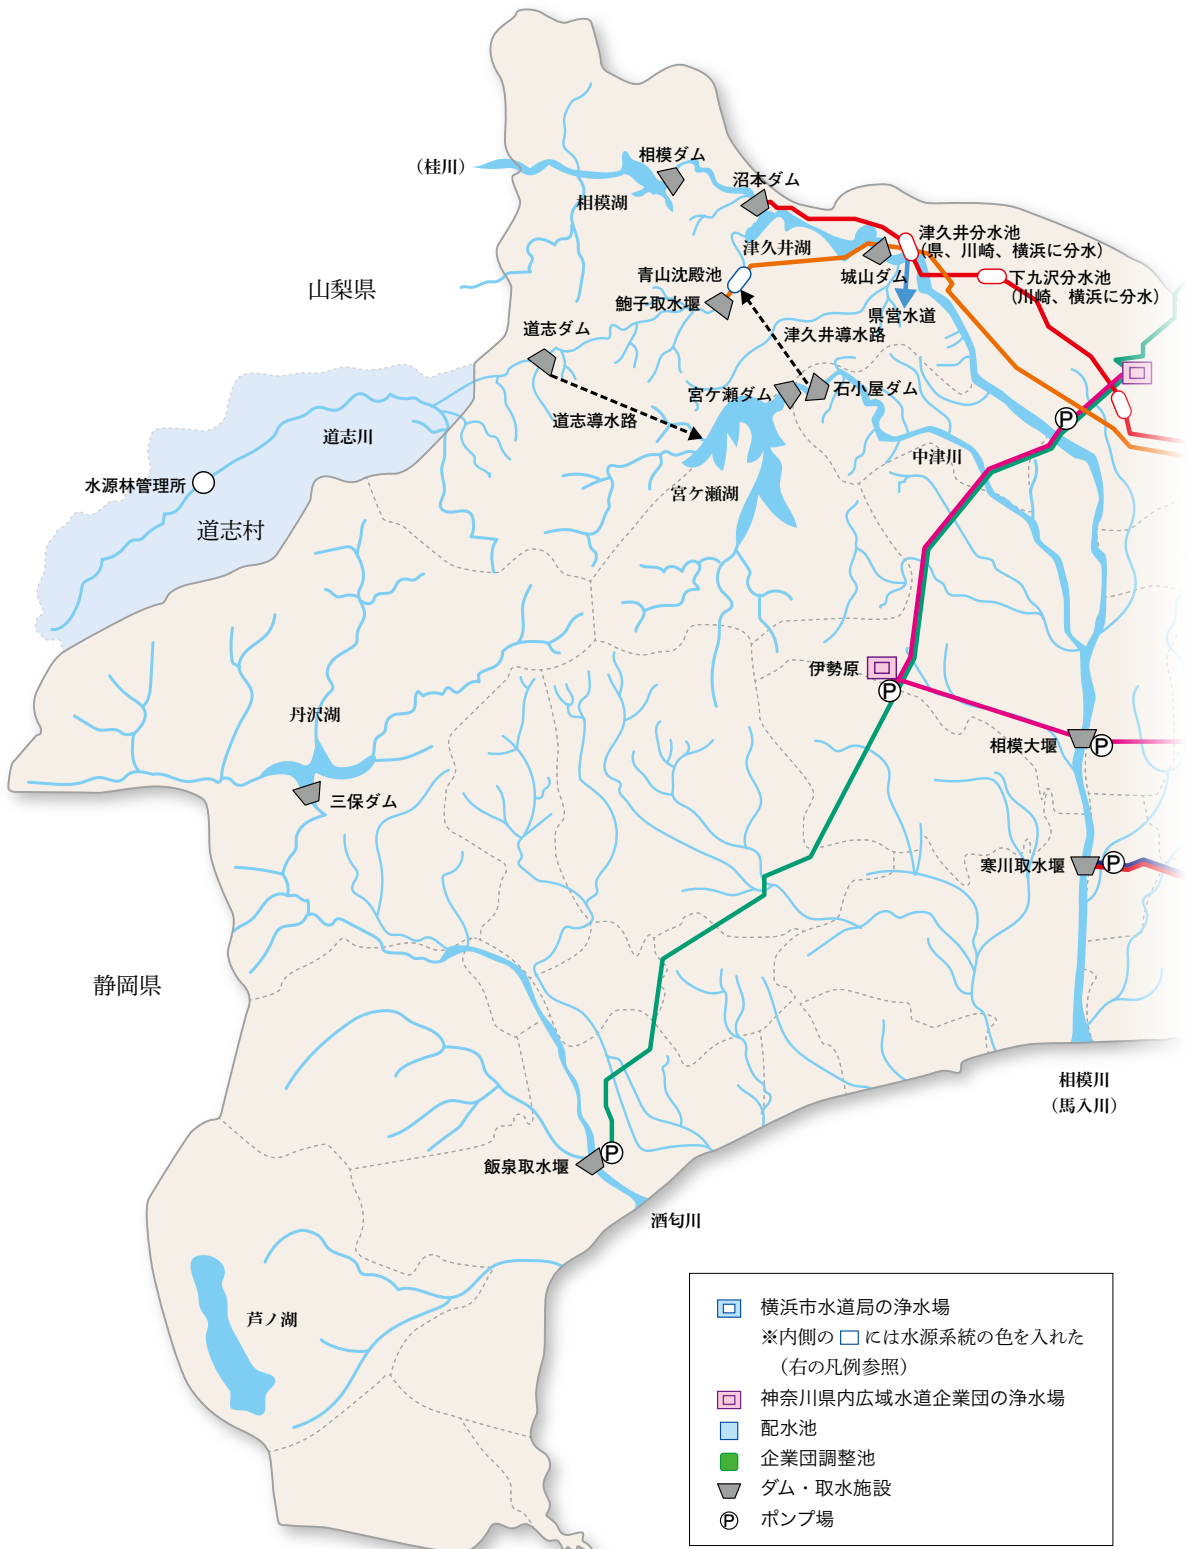 （桂川）
相模ダム
沼本ダム
相模湖
津久井分水池
（県、川崎、横浜に分水）
津久井湖
青山沈殿池
城山ダム
下九沢分水池
（川崎、横浜に分水）
山梨県
鮑子取水堰
県営水道
道志ダム
津久井導水路
宮ケ瀬ダム
石小屋ダム
道志導水路
道志川
中津川
水源林管理所
宮ケ瀬湖
道志村
P
伊勢原
P
丹沢湖
相模大堰
P
三保ダム
寒川取水堰
P
静岡県
相模川
（馬入川）
飯泉取水堰
P
酒匂川
芦ノ湖
横浜市水道局の浄水場
※内側の には水源系統の色を入れた
（右の凡例参照）
神奈川県内広域水道企業団の浄水場
配水池
企業団調整池
ダム・取水施設
P ポンプ場